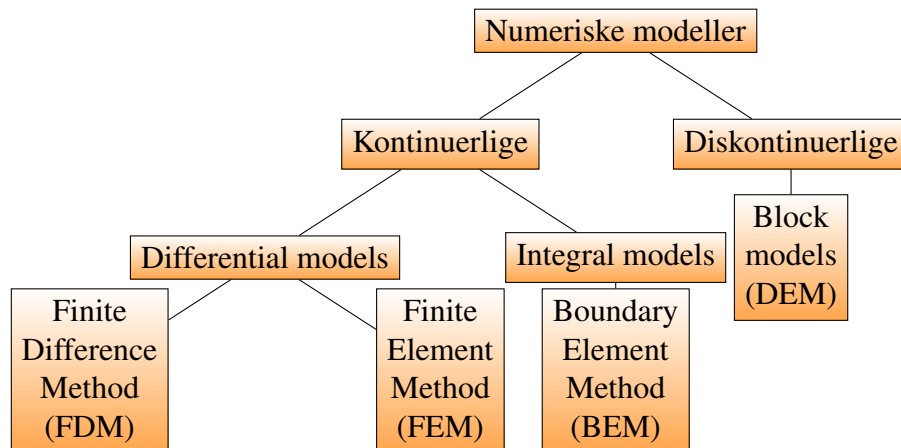 Numeriske modeller
Kontinuerlige
Diskontinuerlige
Differential models
Integral models
Block
models
(DEM)
Finite
Difference
Method
(FDM)
Finite
Element
Method
(FEM)
Boundary
Element
Method
(BEM)